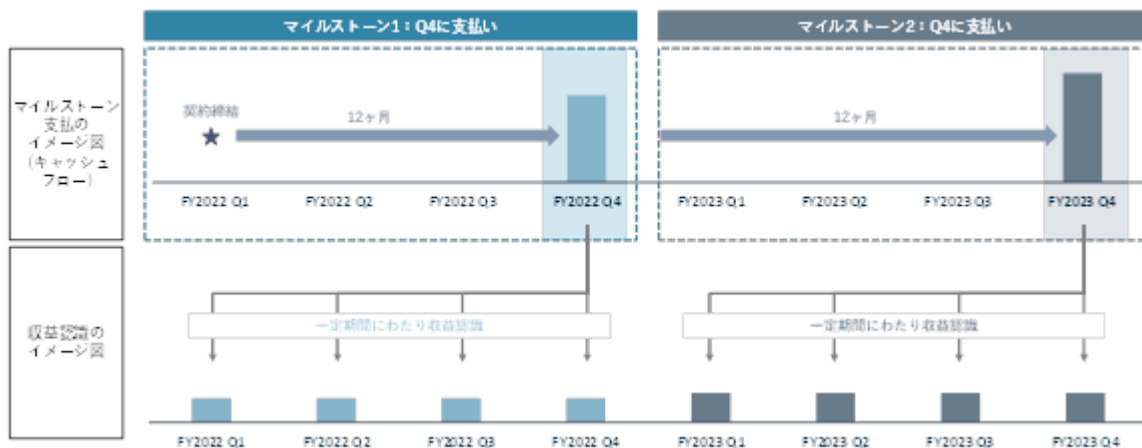 マイルストーン1：Q4に支払い
マイルストーン2：Q4に支払い
マイルストーン
支払の
イメージ図
（キャッシュ
フロー）
契約締結
12ヶ月
12ヶ月
FY2022 Q1
FY2022 Q2
FY2022 Q3
FY2022 Q4
FY2023 Q1
FY2023 Q2
FY2023 Q3
FY2023 Q4
収益認識の
イメージ図
一定期間にわたり収益認識
一定期間にわたり収益認識
FY2022 Q1
FY2022 Q2
FY2022 Q3
FY2022 Q4
FY2023 Q1
FY2023 Q2
FY2023 Q3
FY2023 Q4